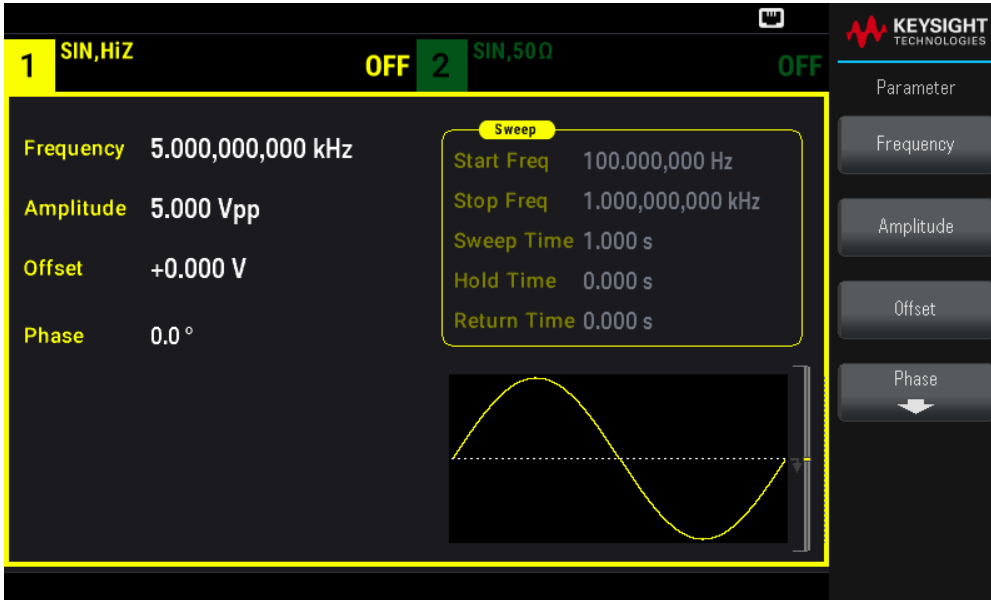 1 SIN,HiZ OFF
2 SIN,50Ω OFF
Frequency 5.000,000,000 kHz
Amplitude 5.000 Vpp
Offset +0.000 V
Phase 0.0 °
Sweep
Start Freq 100.000,000 Hz
Stop Freq 1.000,000,000 kHz
Sweep Time 1.000 s
Hold Time 0.000 s
Return Time 0.000 s
KEYSIGHT
TECHNOLOGIES
Parameter
Frequency
Amplitude
Offset
Phase